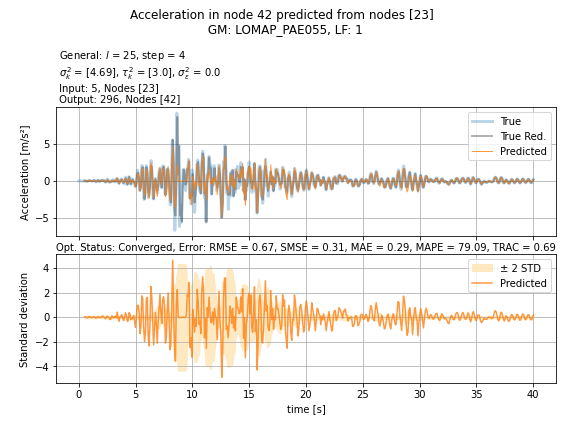 Acceleration in node 42 predicted from nodes [23]
GM: LOMAP_PAE055, LF: 1
General: l = 25, step = 4
σ²ₖ = [4.69], τ²ₖ = [3.0], σ²ε = 0.0
Input: 5, Nodes [23]
Output: 296, Nodes [42]
Acceleration [m/s²]
5
0
−5
True
True Red.
Predicted
Opt. Status: Converged, Error: RMSE = 0.67, SMSE = 0.31, MAE = 0.29, MAPE = 79.09, TRAC = 0.69
Standard deviation
4
2
0
−2
−4
± 2 STD
Predicted
0 5 10 15 20 25 30 35 40
time [s]